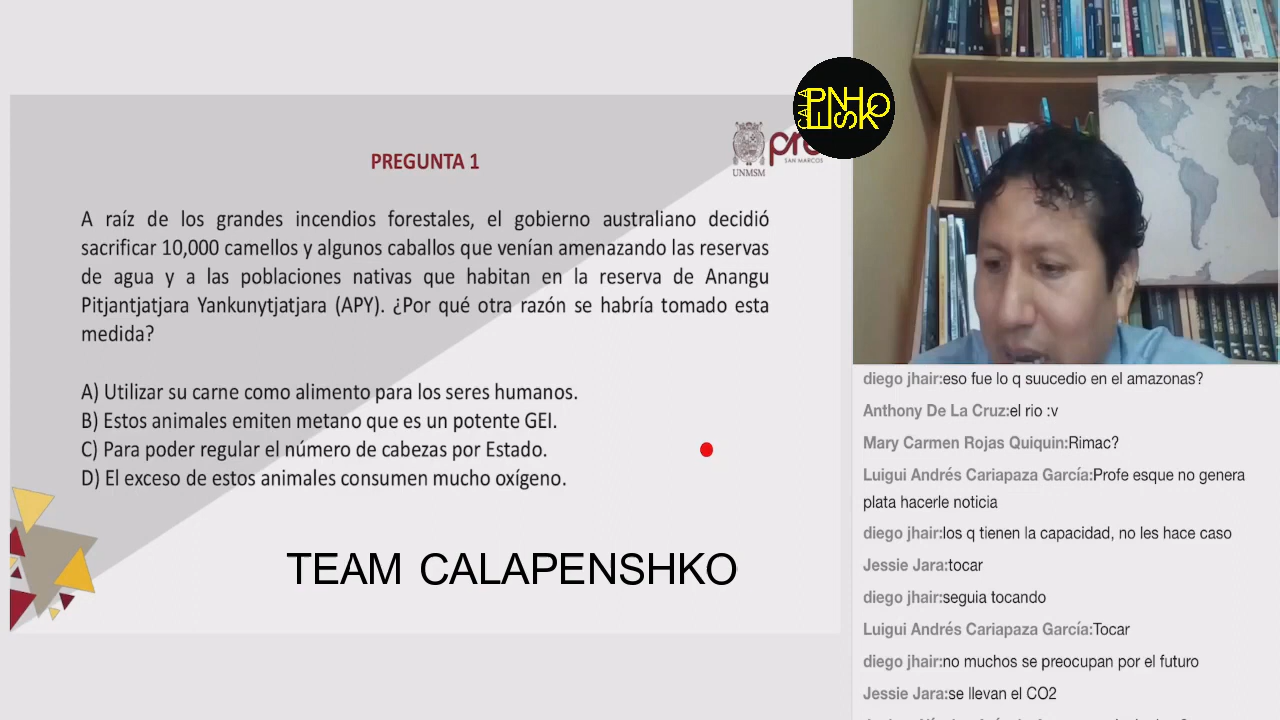 PREGUNTA 1
A raíz de los grandes incendios forestales, el gobierno australiano decidió
sacrificar 10,000 camellos y algunos caballos que venían amenazando las reservas
de agua y a las poblaciones nativas que habitan en la reserva de Anangu
Pitjantjatjara Yankunytjatjara (APY). ¿Por qué otra razón se habría tomado esta
medida?
A) Utilizar su carne como alimento para los seres humanos.
B) Estos animales emiten metano que es un potente GEI.
C) Para poder regular el número de cabezas por Estado.
D) El exceso de estos animales consumen mucho oxígeno.
TEAM CALAPENSHKO
UNMSM
pre
SAN MARCOS
CALA
PENHSKO
diego jhair:eso fue lo q suucedio en el amazonas?
Anthony De La Cruz:el rio :v
Mary Carmen Rojas Quiquin:Rimac?
Luigui Andrés Cariapaza García:Profe esque no genera
plata hacerle noticia
diego jhair:los q tienen la capacidad, no les hace caso
Jessie Jara:tocar
diego jhair:seguia tocando
Luigui Andrés Cariapaza García:Tocar
diego jhair:no muchos se preocupan por el futuro
Jessie Jara:se llevan el CO2